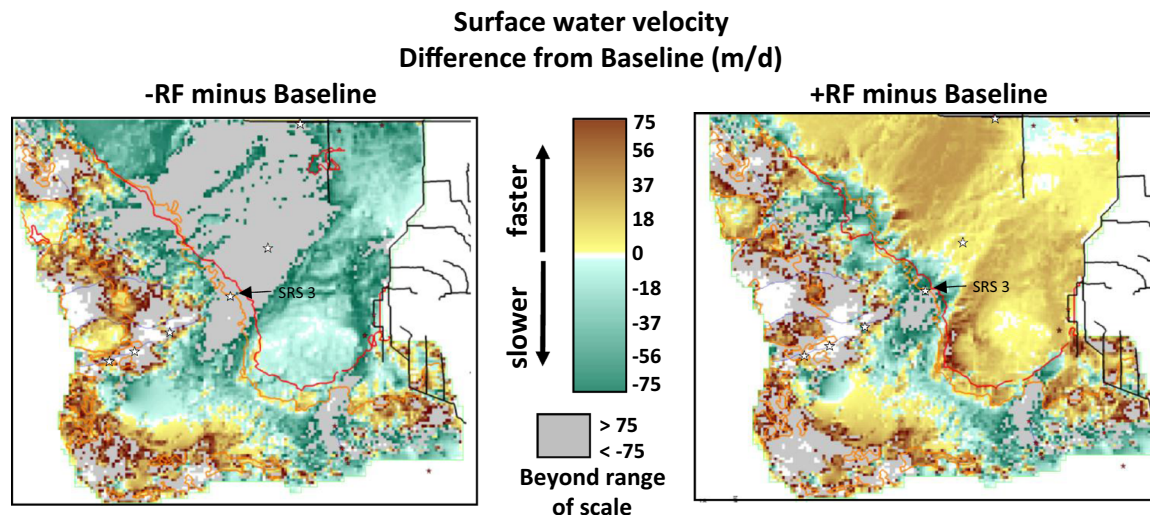 Surface water velocity
Difference from Baseline (m/d)
-RF minus Baseline
+RF minus Baseline
SRS 3
faster
slower
75
56
37
18
0
-18
-37
-56
-75
> 75
< -75
Beyond range
of scale
SRS 3